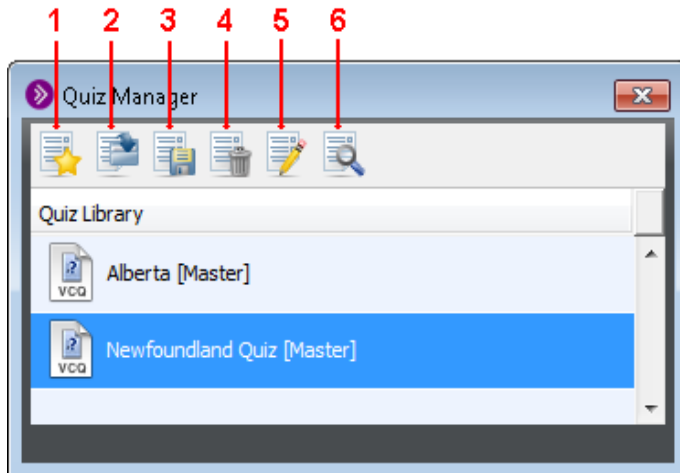 1 2 3 4 5 6
Quiz Manager
Quiz Library
Alberta [Master]
VCQ
Newfoundland Quiz [Master]
VCQ